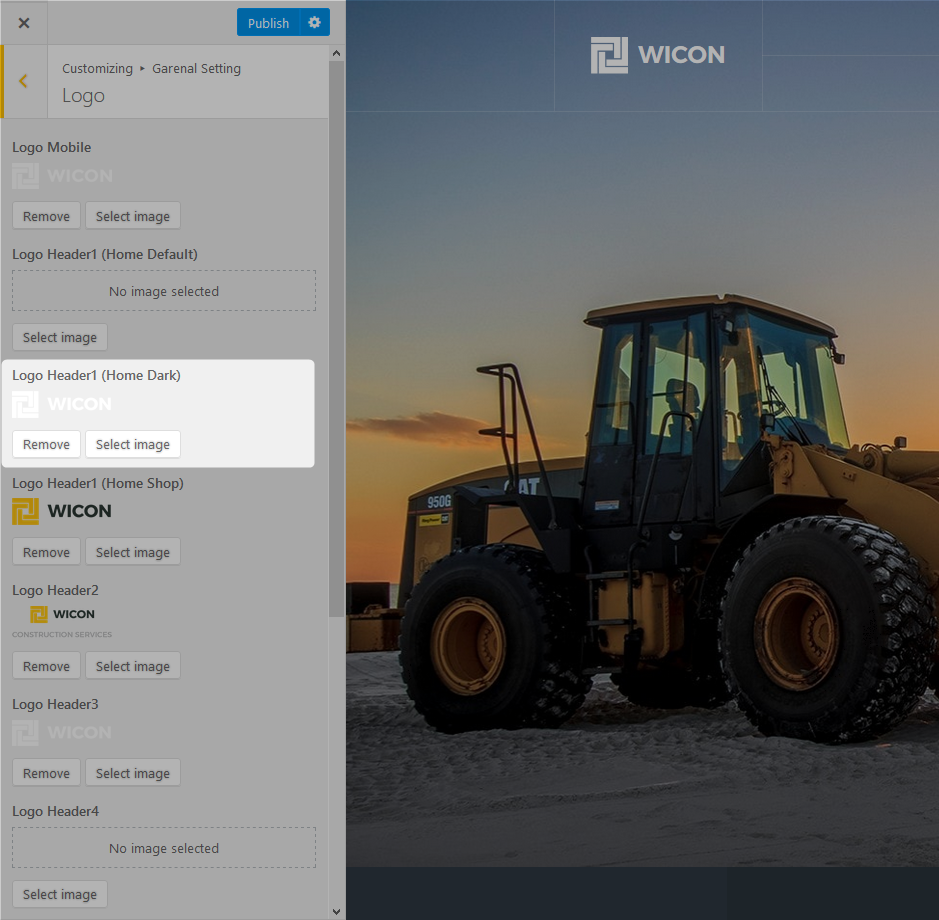 Publish
Customizing ▸ Garenal Setting
Logo
Logo Mobile
WICON
Remove Select image
Logo Header1 (Home Default)
No image selected
Select image
Logo Header1 (Home Dark)
WICON
Remove Select image
Logo Header1 (Home Shop)
WICON
Remove Select image
Logo Header2
WICON
CONSTRUCTION SERVICES
Remove Select image
Logo Header3
WICON
Remove Select image
Logo Header4
No image selected
Select image
WICON
950G
CAT